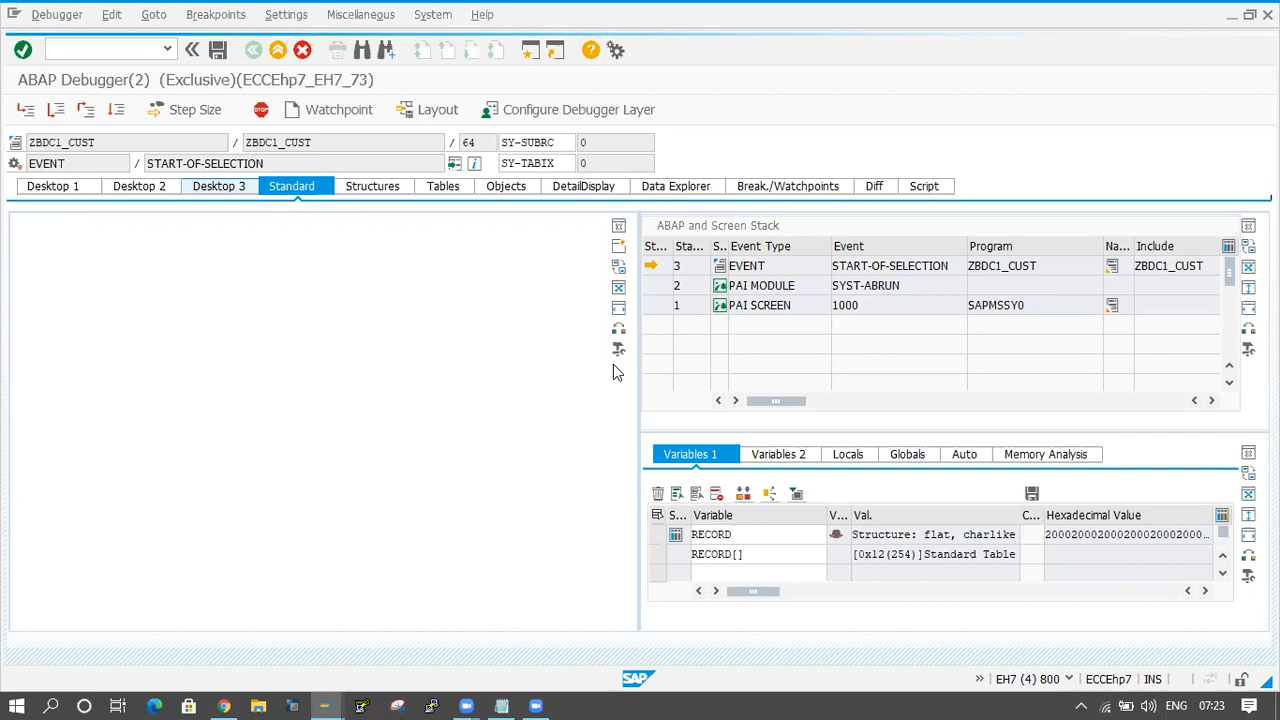 Debugger Edit Goto Breakpoints Settings Miscellaneous System Help
ABAP Debugger(2) (Exclusive)(ECCEhp7_EH7_73)
Step Size STOP Watchpoint Layout Configure Debugger Layer
ZBDC1_CUST / ZBDC1_CUST / 64 SY-SUBRC 0
EVENT / START-OF-SELECTION SY-TABIX 0
Desktop 1 Desktop 2 Desktop 3 Standard Structures Tables Objects DetailDisplay Data Explorer Break./Watchpoints Diff Script
ABAP and Screen Stack
St... Sta... S.. Event Type Event Program Na... Include
3 EVENT START-OF-SELECTION ZBDC1_CUST ZBDC1_CUST
2 PAI MODULE SYST-ABRUN
1 PAI SCREEN 1000 SAPMSSY0
Variables 1 Variables 2 Locals Globals Auto Memory Analysis
S... Variable V... Val. C... Hexadecimal Value
RECORD Structure: flat, charlike 2000200020002000200020002000...
RECORD[] [0x12(254)]Standard Table
SAP EH7 (4) 800 ECCEhp7 INS
ENG 07:23